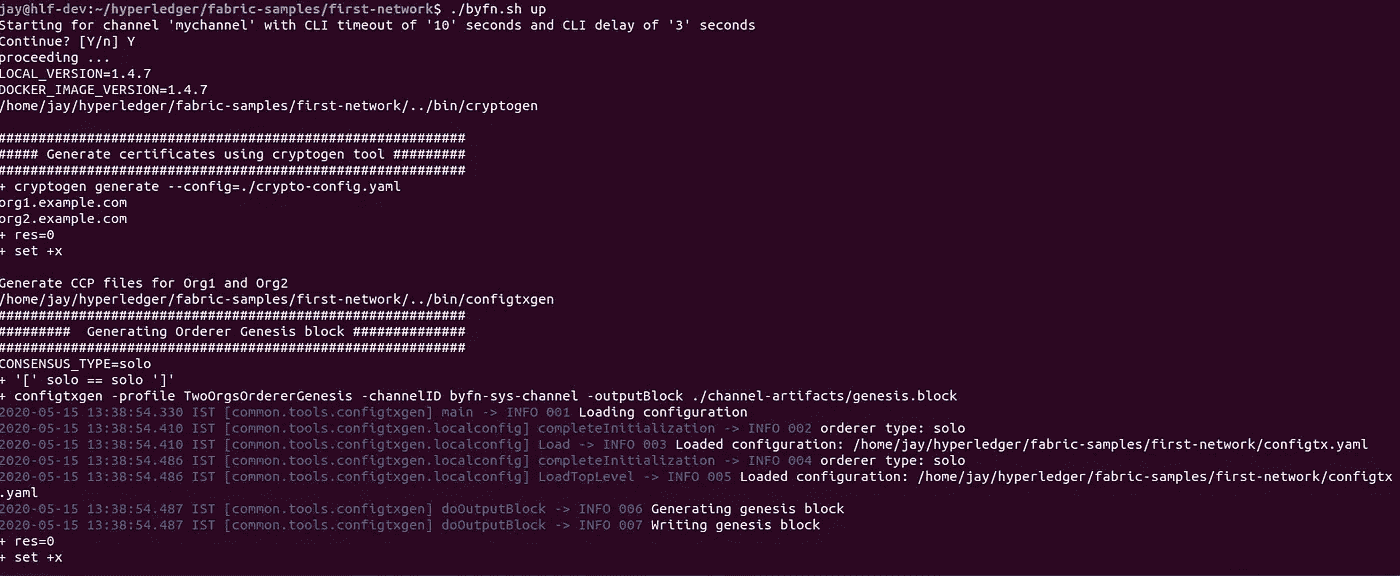 jay@hlf-dev:~/hyperledger/fabric-samples/first-network$ ./byfn.sh up
Starting for channel 'mychannel' with CLI timeout of '10' seconds and CLI delay of '3' seconds
Continue? [Y/n] Y
proceeding ...
LOCAL_VERSION=1.4.7
DOCKER_IMAGE_VERSION=1.4.7
/home/jay/hyperledger/fabric-samples/first-network/../bin/cryptogen
##########################################################
##### Generate certificates using cryptogen tool #########
##########################################################
+ cryptogen generate --config=./crypto-config.yaml
org1.example.com
org2.example.com
+ res=0
+ set +x
Generate CCP files for Org1 and Org2
/home/jay/hyperledger/fabric-samples/first-network/../bin/configtxgen
##########################################################
#########  Generating Orderer Genesis block ##############
##########################################################
CONSENSUS_TYPE=solo
+ '[' solo == solo ']'
+ configtxgen -profile TwoOrgsOrdererGenesis -channelID byfn-sys-channel -outputBlock ./channel-artifacts/genesis.block
2020-05-15 13:38:54.330 IST [common.tools.configtxgen] main -> INFO 001 Loading configuration
2020-05-15 13:38:54.410 IST [common.tools.configtxgen.localconfig] completeInitialization -> INFO 002 orderer type: solo
2020-05-15 13:38:54.410 IST [common.tools.configtxgen.localconfig] Load -> INFO 003 Loaded configuration: /home/jay/hyperledger/fabric-samples/first-network/configtx.yaml
2020-05-15 13:38:54.486 IST [common.tools.configtxgen.localconfig] completeInitialization -> INFO 004 orderer type: solo
2020-05-15 13:38:54.486 IST [common.tools.configtxgen.localconfig] LoadTopLevel -> INFO 005 Loaded configuration: /home/jay/hyperledger/fabric-samples/first-network/configtx
.yaml
2020-05-15 13:38:54.487 IST [common.tools.configtxgen] doOutputBlock -> INFO 006 Generating genesis block
2020-05-15 13:38:54.487 IST [common.tools.configtxgen] doOutputBlock -> INFO 007 Writing genesis block
+ res=0
+ set +x